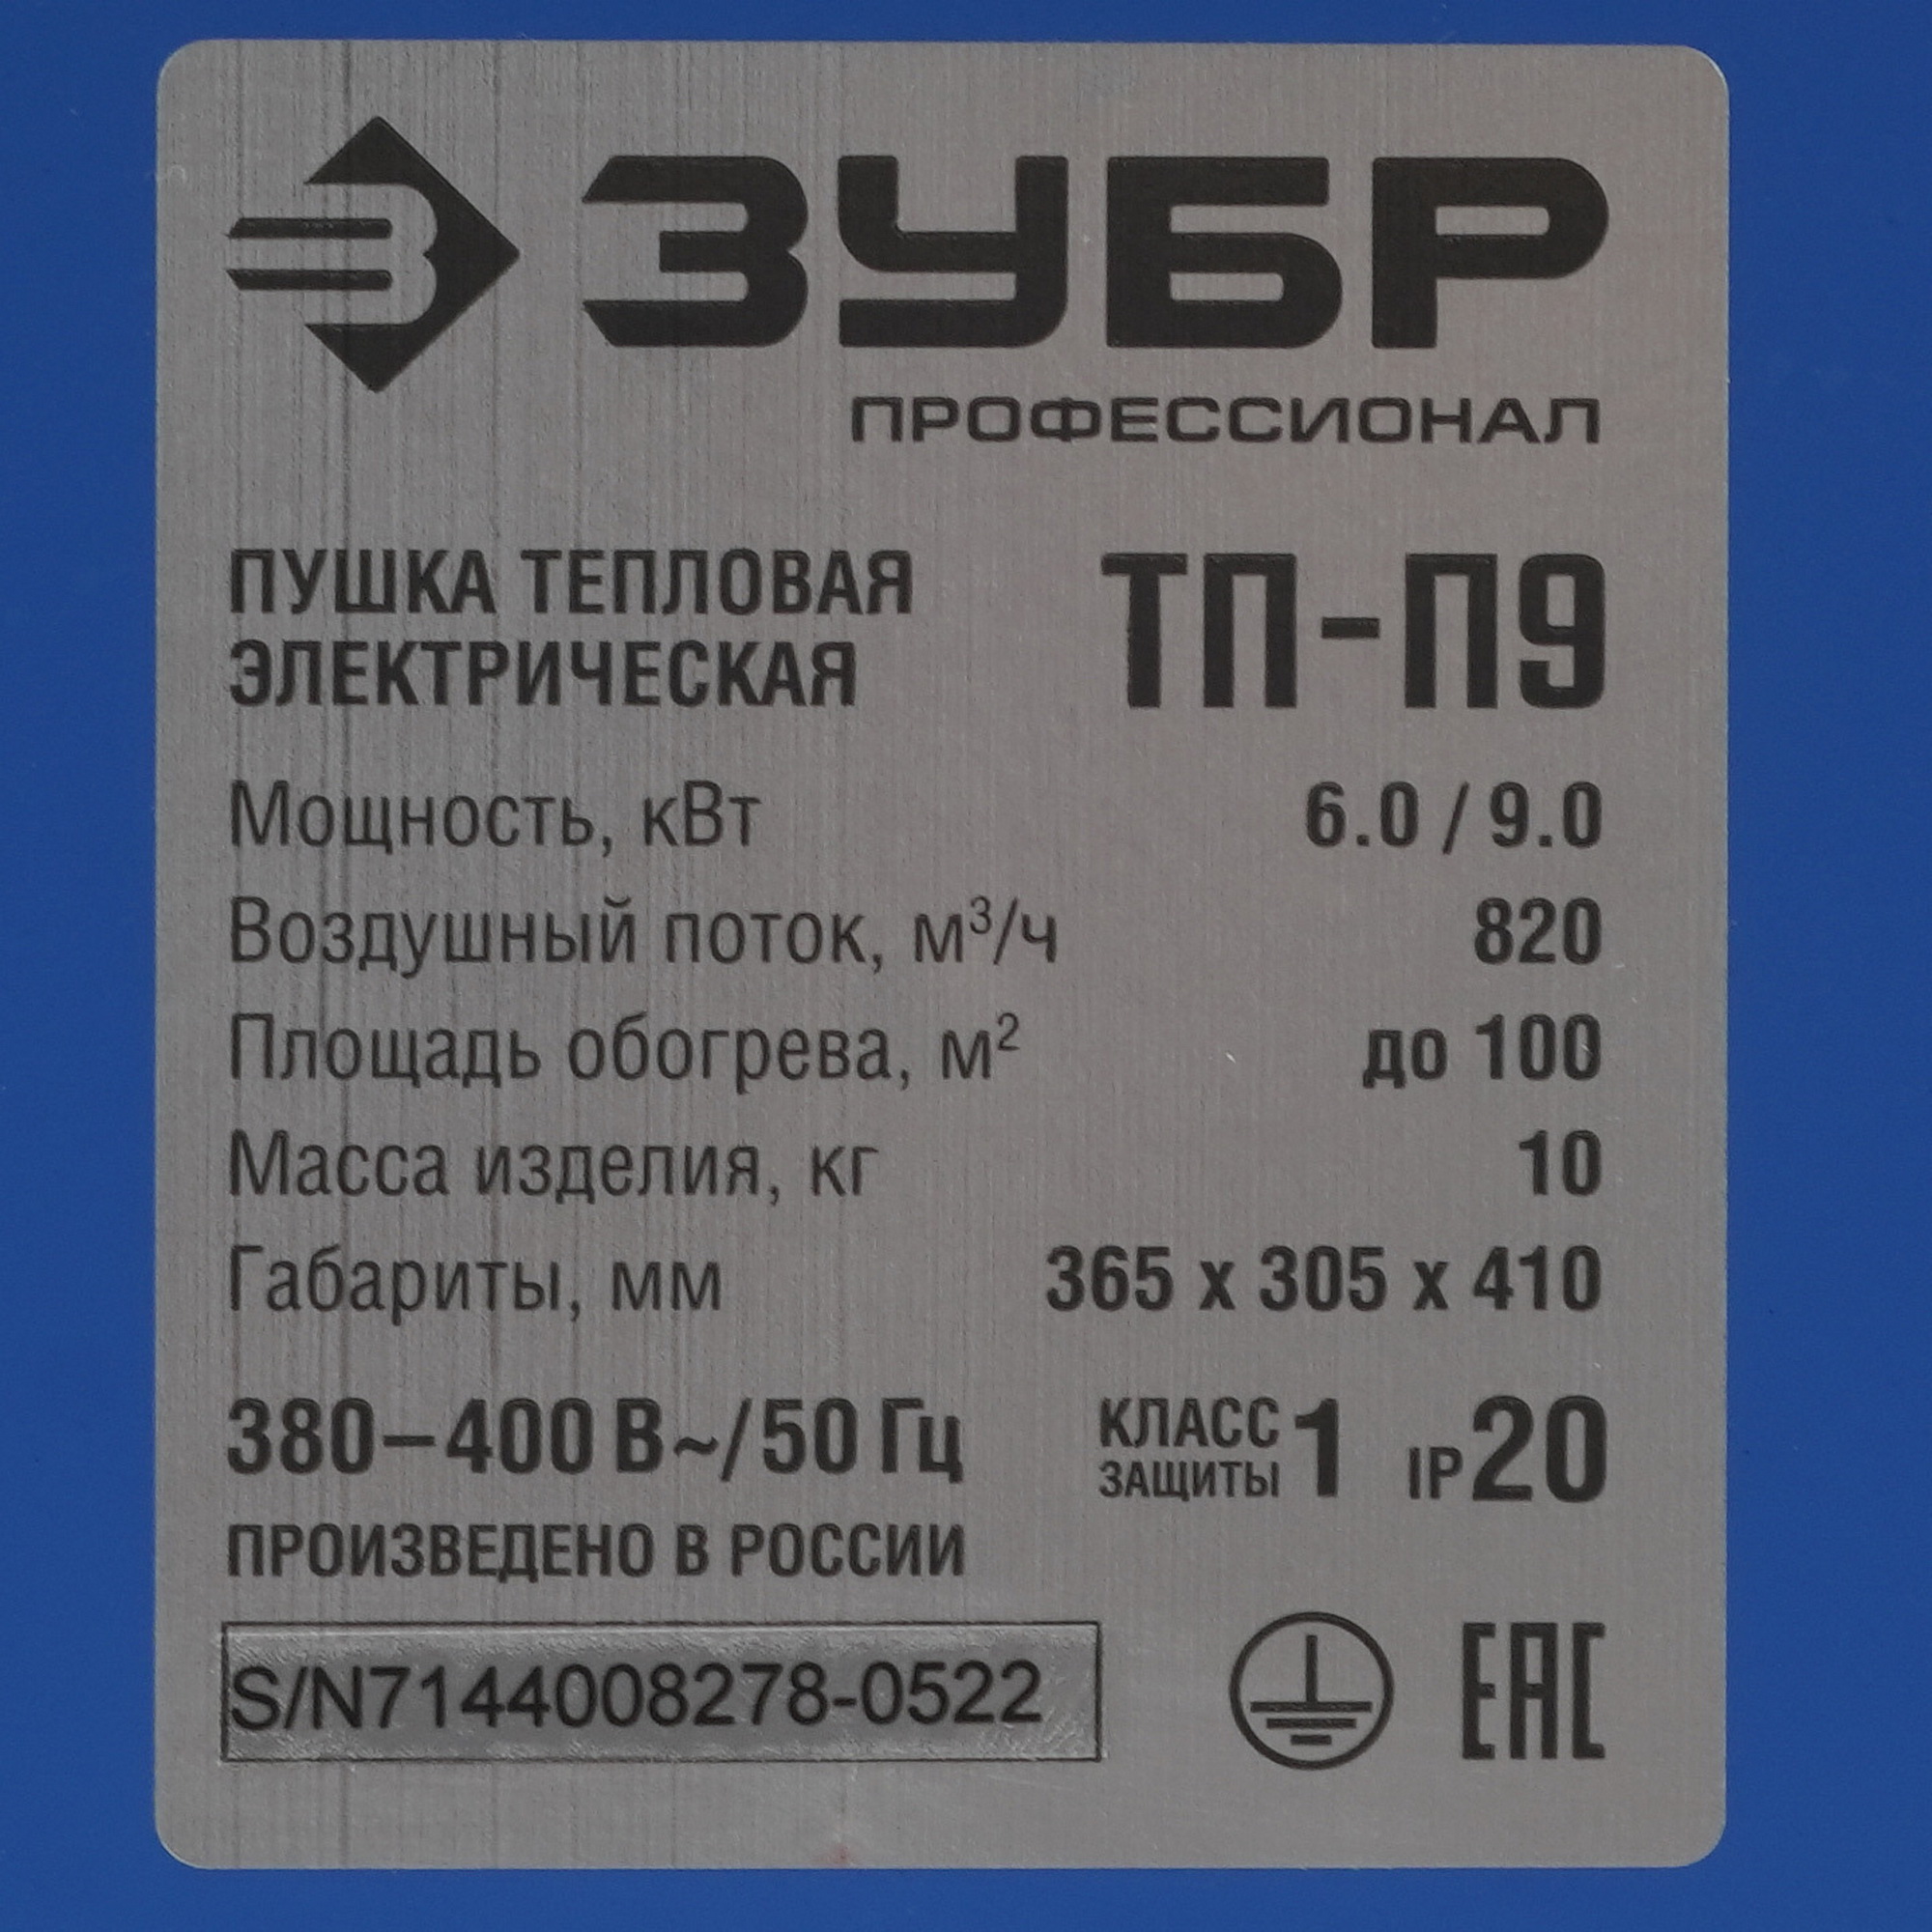 ЗУБР
ПРОФЕССИОНАЛ
ПУШКА ТЕПЛОВАЯ
ЭЛЕКТРИЧЕСКАЯ
ТП-П9
Мощность, кВт 6.0 / 9.0
Воздушный поток, м³/ч 820
Площадь обогрева, м² до 100
Масса изделия, кг 10
Габариты, мм 365 x 305 x 410
380–400 В~/50 Гц
КЛАСС
ЗАЩИТЫ 1
IP20
ПРОИЗВЕДЕНО В РОССИИ
S/N7144008278-0522
ЕАС